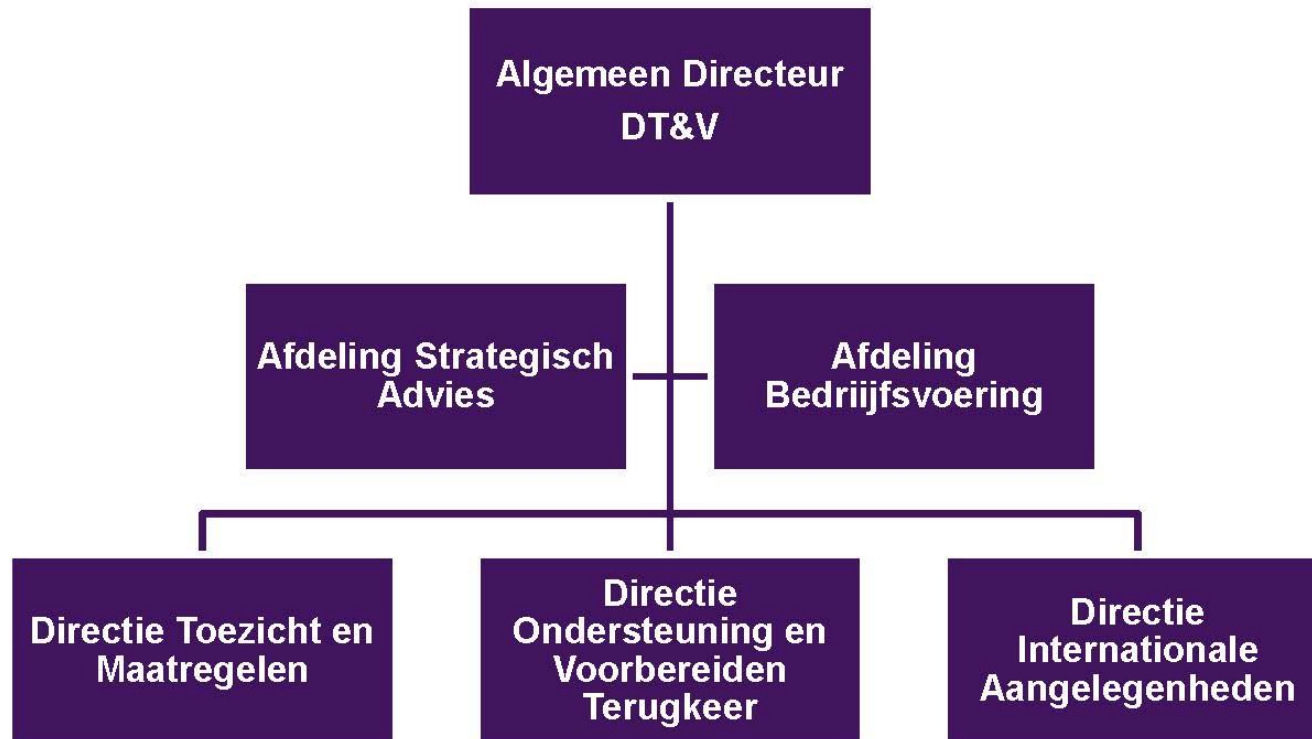 Algemeen Directeur
DT&V
Afdeling Strategisch
Advies
Afdeling
Bedriijfsvoering
Directie Toezicht en
Maatregelen
Directie
Ondersteuning en
Voorbereiden
Terugkeer
Directie
Internationale
Aangelegenheden